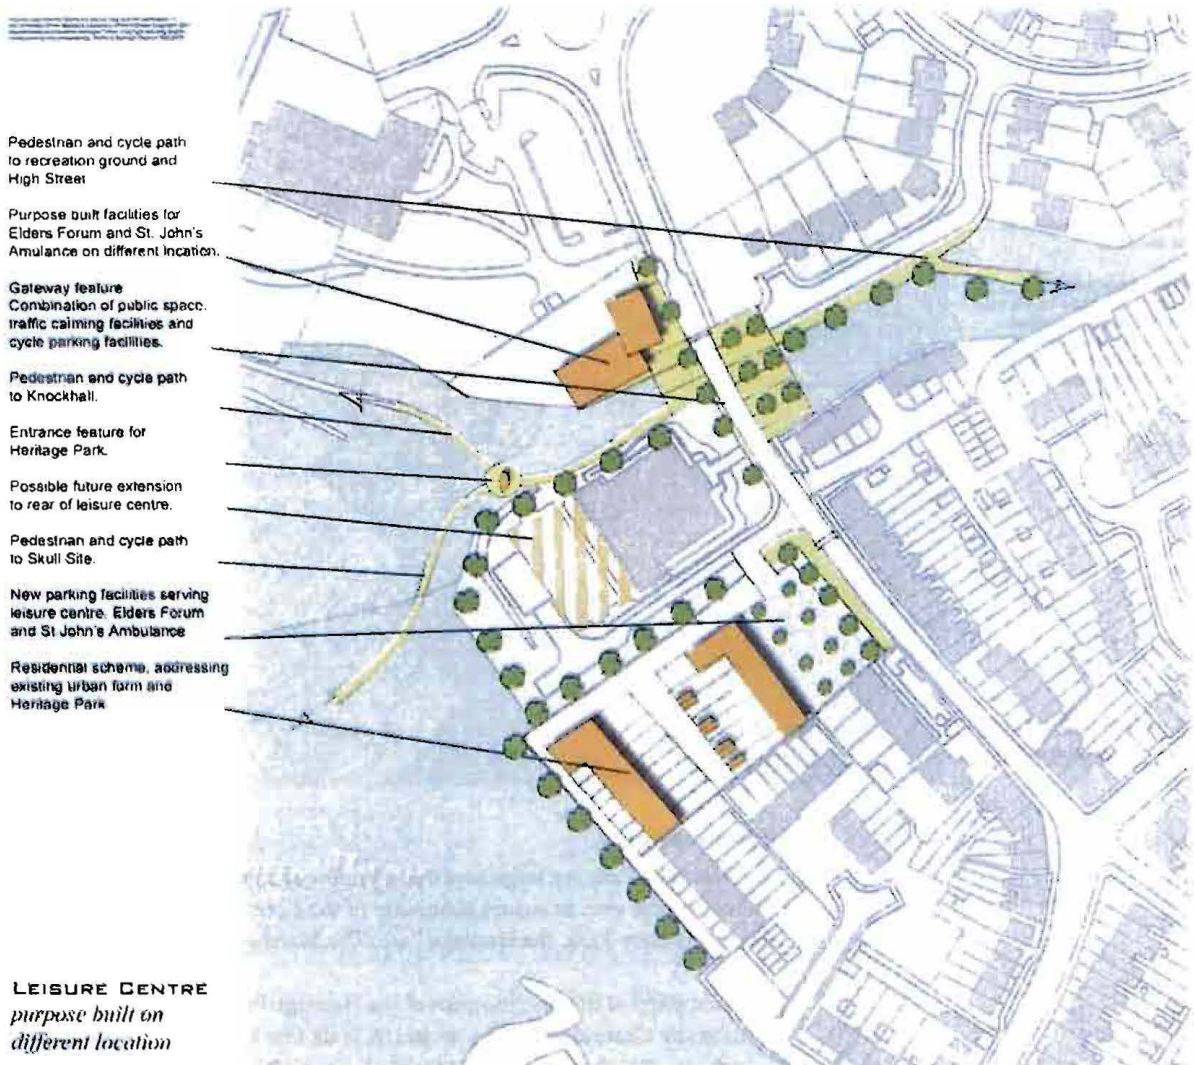 Pedestrian and cycle path
to recreation ground and
High Street
Purpose built facilities for
Elders Forum and St. John's
Amulance on different location.
Gateway feature
Combination of public space.
traffic calming facilities and
cycle parking facilities.
Pedestrian and cycle path
to Knockhall.
Entrance feature for
Heritage Park.
Possible future extension
to rear of leisure centre.
Pedestrian and cycle path
to Skull Site.
New parking facilities serving
leisure centre. Elders Forum
and St John's Ambulance
Residential scheme, addressing
existing urban form and
Heritage Park
LEISURE CENTRE
purpose built on
different location